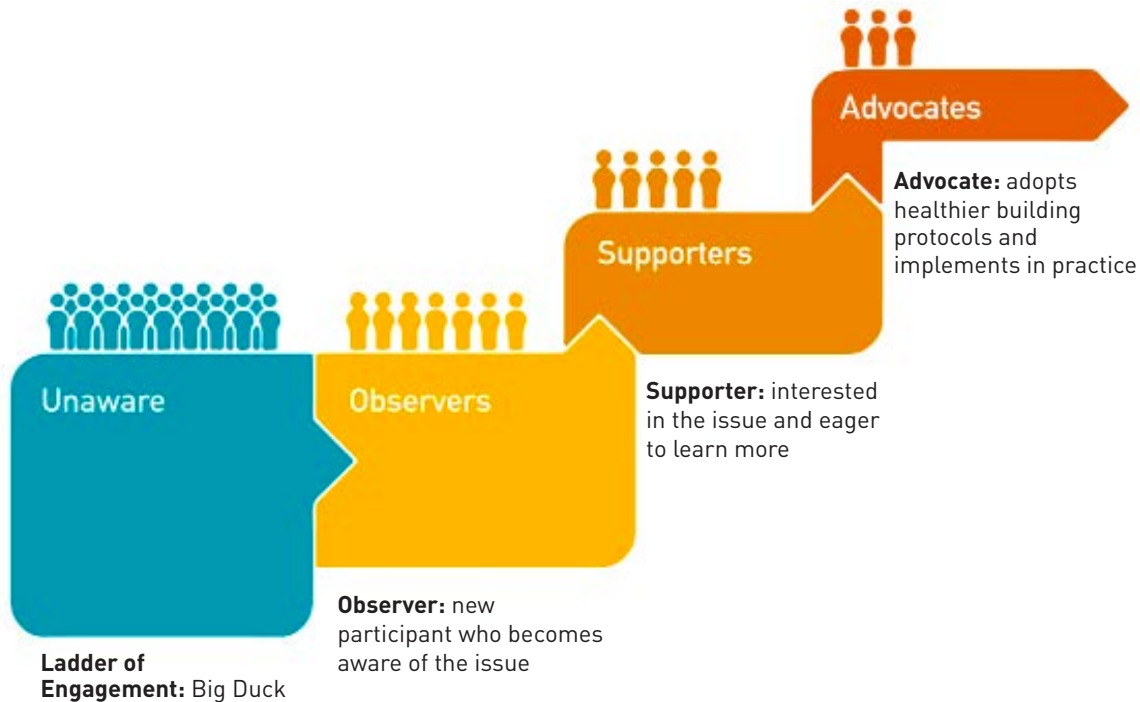 Unaware
Ladder of
Engagement: Big Duck
Observers
Observer: new
participant who becomes
aware of the issue
Supporters
Supporter: interested
in the issue and eager
to learn more
Advocates
Advocate: adopts
healthier building
protocols and
implements in practice